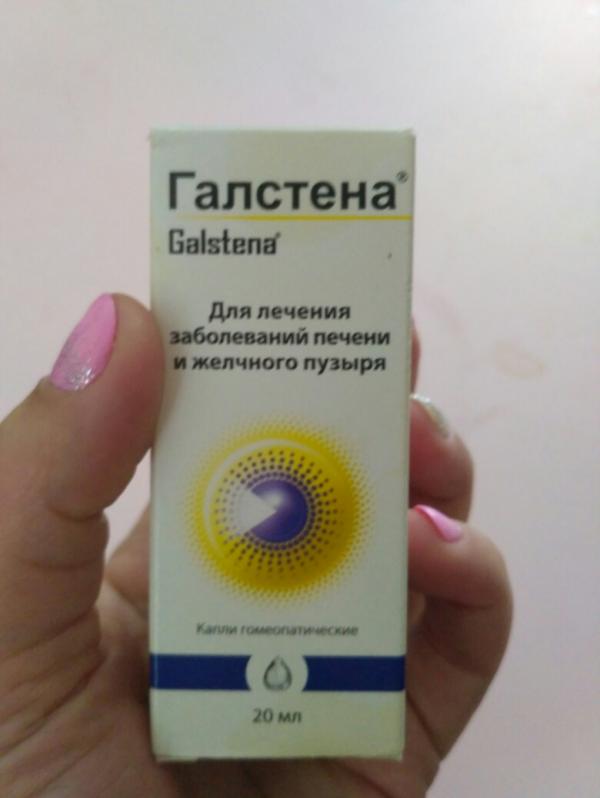 Галстена®
Galstena®
Для лечения
заболеваний печени
и желчного пузыря
Капли гомеопатические
20 мл